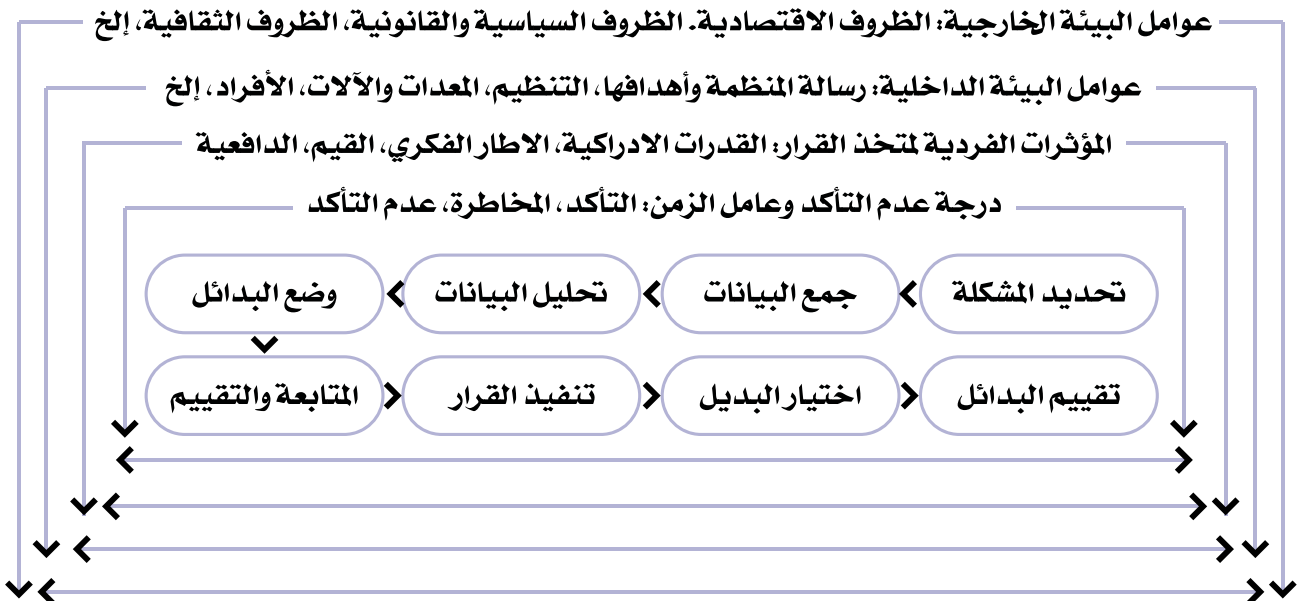 عوامل البيئة الخارجية: الظروف الاقتصادية. الظروف السياسية والقانونية، الظروف الثقافية، إلخ
عوامل البيئة الداخلية: رسالة المنظمة وأهدافها، التنظيم، المعدات والآلات، الأفراد، إلخ
المؤثرات الفردية لمتخذ القرار: القدرات الادراكية، الاطار الفكري، القيم، الدافعية
درجة عدم التأكد وعامل الزمن: التأكد، المخاطرة، عدم التأكد
تحديد المشكلة
جمع البيانات
تحليل البيانات
وضع البدائل
تقييم البدائل
اختيار البديل
تنفيذ القرار
المتابعة والتقييم